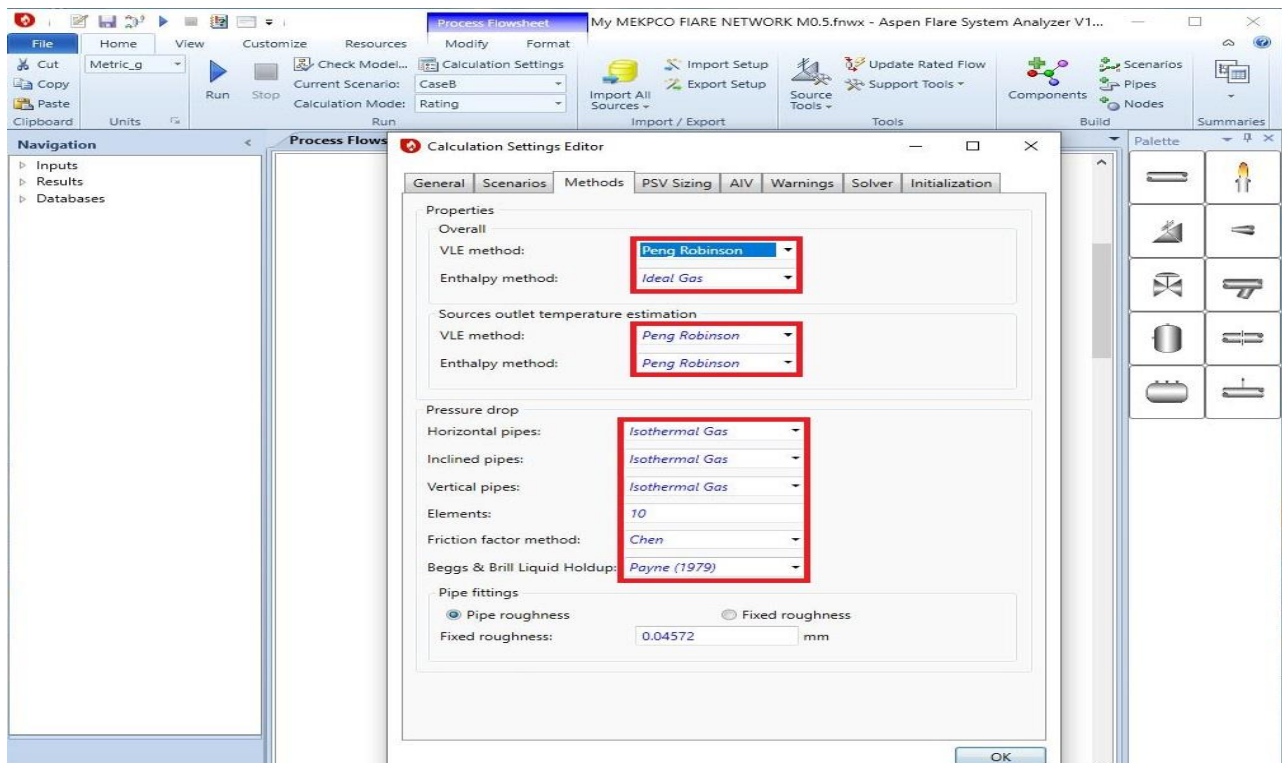 Process Flowsheet
My MEKPCO FIARE NETWORK M0.5.fnwx - Aspen Flare System Analyzer V1...
File Home View Customize Resources Modify Format
Cut
Copy
Paste
Clipboard
Metric_g
Units
Run
Stop
Check Model...
Calculation Settings
Current Scenario: CaseB
Calculation Mode: Rating
Run
Import All
Sources
Import Setup
Export Setup
Import / Export
Source
Tools
Update Rated Flow
Support Tools
Tools
Components
Scenarios
Pipes
Nodes
Build
Summaries
Navigation
Inputs
Results
Databases
Process Flows
Palette
Calculation Settings Editor
General Scenarios Methods PSV Sizing AIV Warnings Solver Initialization
Properties
Overall
VLE method: Peng Robinson
Enthalpy method: Ideal Gas
Sources outlet temperature estimation
VLE method: Peng Robinson
Enthalpy method: Peng Robinson
Pressure drop
Horizontal pipes: Isothermal Gas
Inclined pipes: Isothermal Gas
Vertical pipes: Isothermal Gas
Elements: 10
Friction factor method: Chen
Beggs & Brill Liquid Holdup: Payne (1979)
Pipe fittings
Pipe roughness Fixed roughness
Fixed roughness: 0.04572 mm
OK